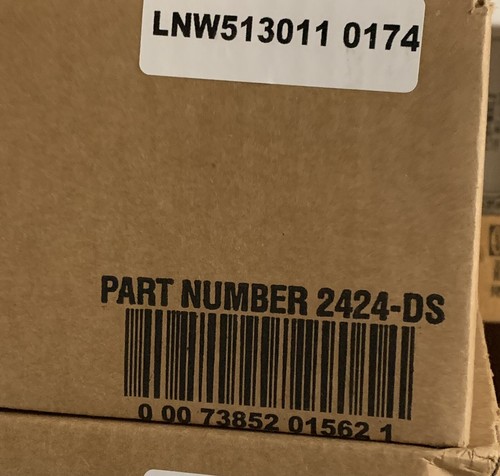 LNW513011 0174
PART NUMBER 2424-DS
0 00 73852 01562 1